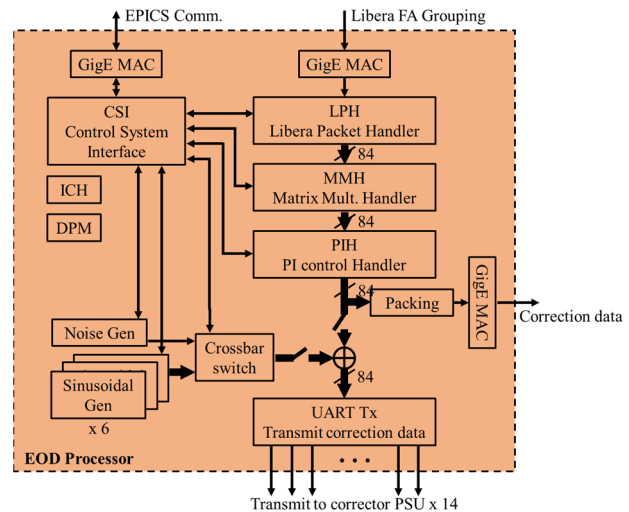 EPICS Comm.
Libera FA Grouping
GigE MAC
GigE MAC
CSI
Control System
Interface
LPH
Libera Packet Handler
84
MMH
Matrix Mult. Handler
84
ICH
DPM
PIH
PI control Handler
84
Packing
GigE MAC
Correction data
Noise Gen
Crossbar
switch
Sinusoidal
Gen
x 6
84
UART Tx
Transmit correction data
EOD Processor
Transmit to corrector PSU x 14